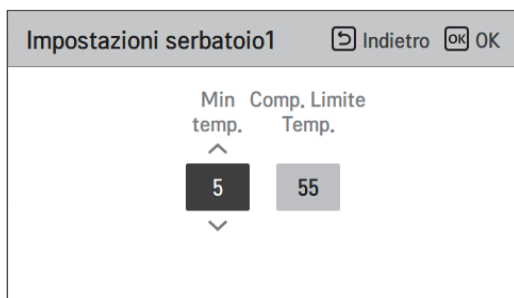 Impostazioni serbatoio1 Indietro OK OK
Min Comp. Limite
temp. Temp.
5 55